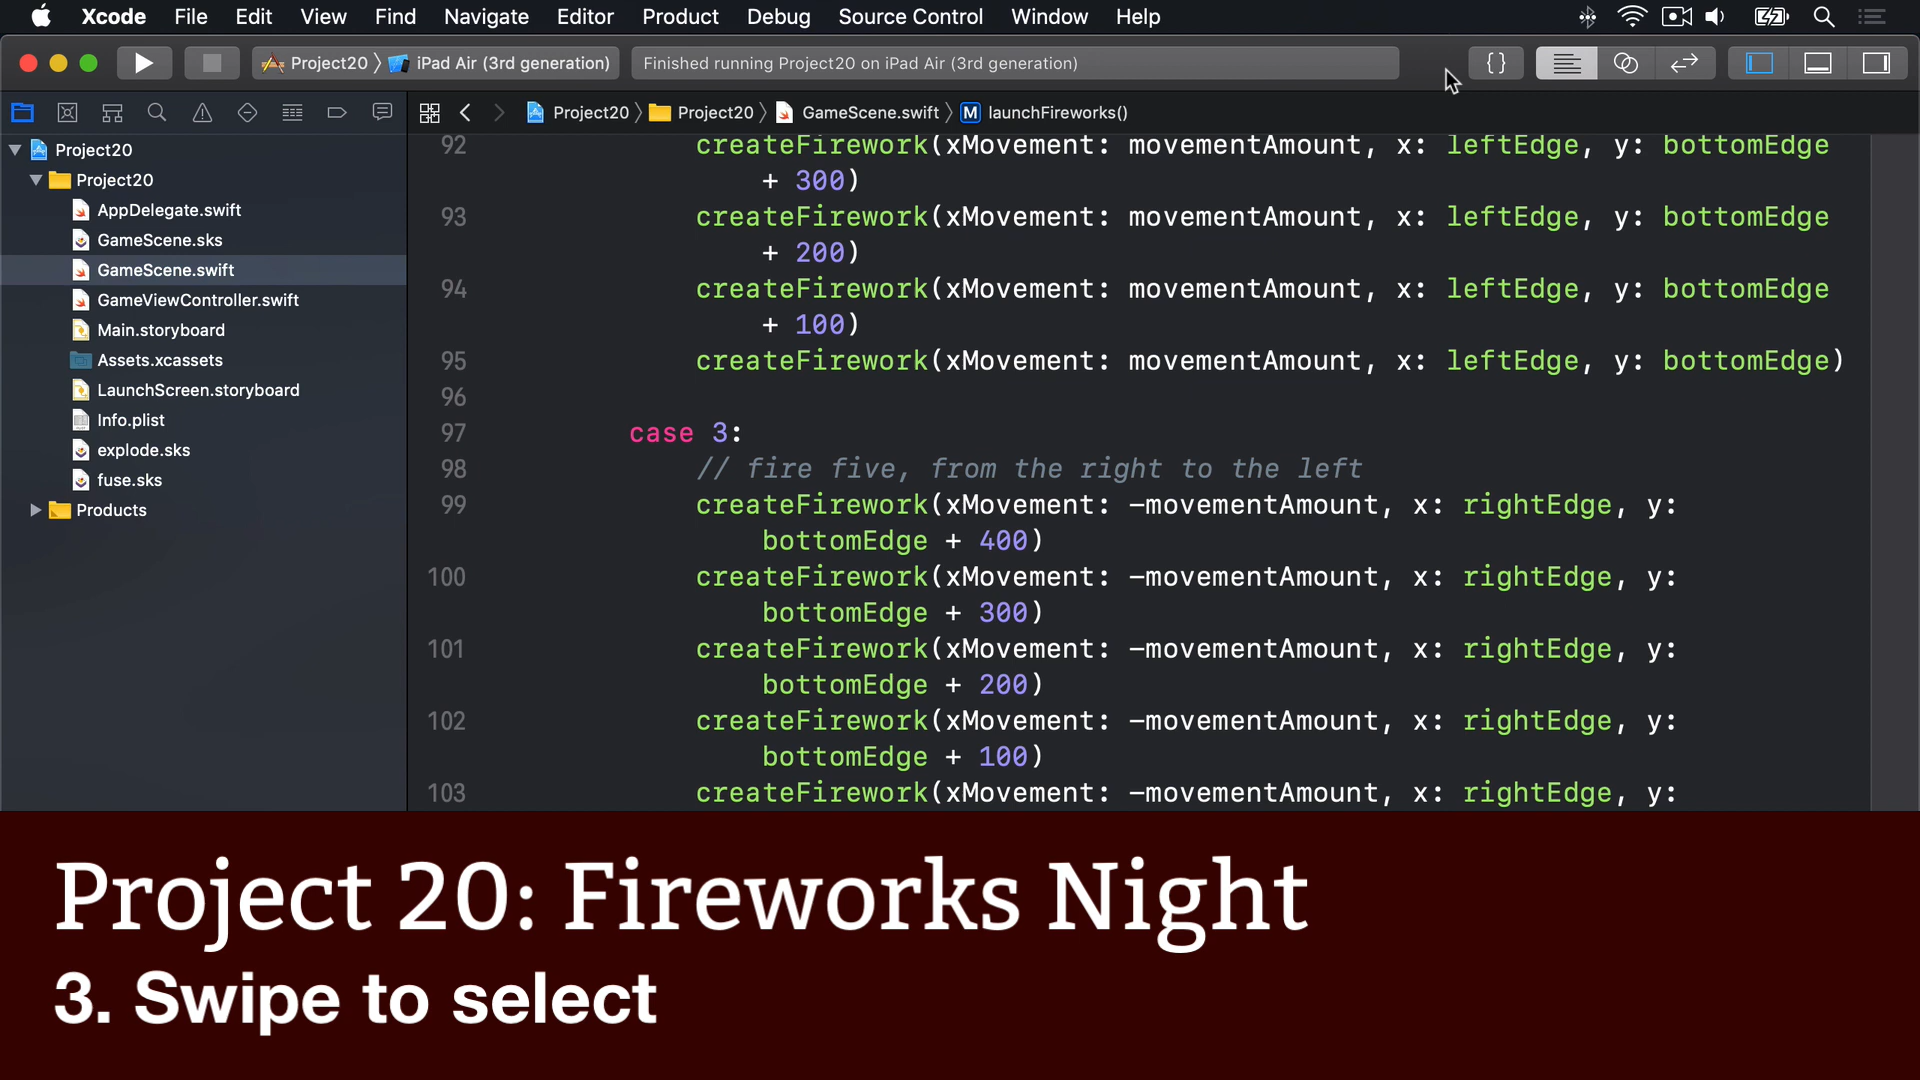 Xcode File Edit View Find Navigate Editor Product Debug Source Control Window Help
Project20 iPad Air (3rd generation) Finished running Project20 on iPad Air (3rd generation) {}
Project20 Project20 GameScene.swift M launchFireworks()
Project20
Project20
AppDelegate.swift
GameScene.sks
GameScene.swift
GameViewController.swift
Main.storyboard
Assets.xcassets
LaunchScreen.storyboard
Info.plist
explode.sks
fuse.sks
Products
92 createFirework(xMovement: movementAmount, x: leftEdge, y: bottomEdge
+ 300)
93 createFirework(xMovement: movementAmount, x: leftEdge, y: bottomEdge
+ 200)
94 createFirework(xMovement: movementAmount, x: leftEdge, y: bottomEdge
+ 100)
95 createFirework(xMovement: movementAmount, x: leftEdge, y: bottomEdge)
96
97 case 3:
98 // fire five, from the right to the left
99 createFirework(xMovement: -movementAmount, x: rightEdge, y:
bottomEdge + 400)
100 createFirework(xMovement: -movementAmount, x: rightEdge, y:
bottomEdge + 300)
101 createFirework(xMovement: -movementAmount, x: rightEdge, y:
bottomEdge + 200)
102 createFirework(xMovement: -movementAmount, x: rightEdge, y:
bottomEdge + 100)
103 createFirework(xMovement: -movementAmount, x: rightEdge, y:
Project 20: Fireworks Night
3. Swipe to select